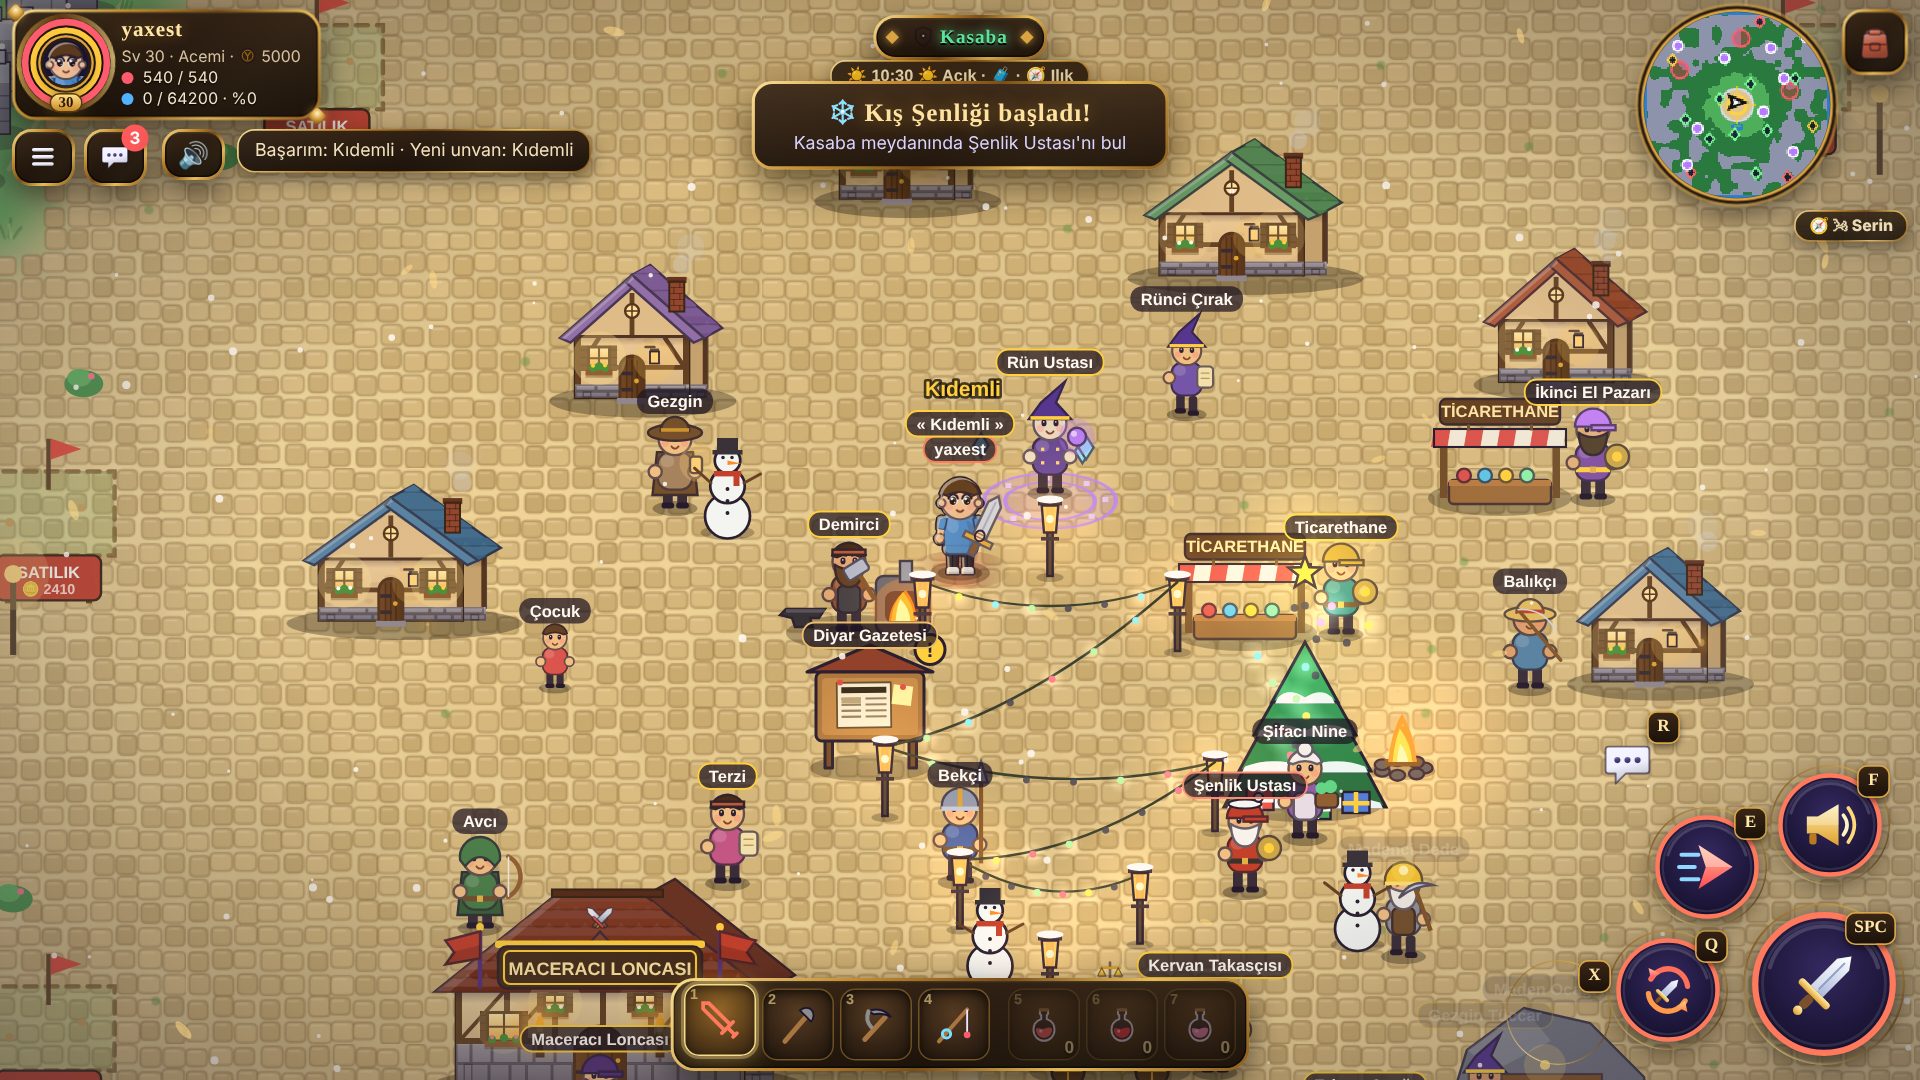 yaxest
Sv 30 · Acemi · 5000
540 / 540
0 / 64200 · %0
30
3
SATILIK
Başarım: Kıdemli · Yeni unvan: Kıdemli
Kasaba
10:30 Açık · · Ilık
Kış Şenliği başladı!
Kasaba meydanında Şenlik Ustası'nı bul
Serin
Rünci Çırak
Rün Ustası
Kıdemli
« Kıdemli »
yaxest
Gezgin
İkinci El Pazarı
TİCARETHANE
Demirci
Ticarethane
TİCARETHANE
SATILIK
2410
Çocuk
Balıkçı
Diyar Gazetesi
!
Şifacı Nine
Terzi
Bekçi
Şenlik Ustası
Avcı
Madenci Dede
MACERACI LONCASI
Kervan Takasçısı
Maceracı Loncası
1
2
3
4
5
6
7
0
0
0
R
F
E
Q
X
SPC